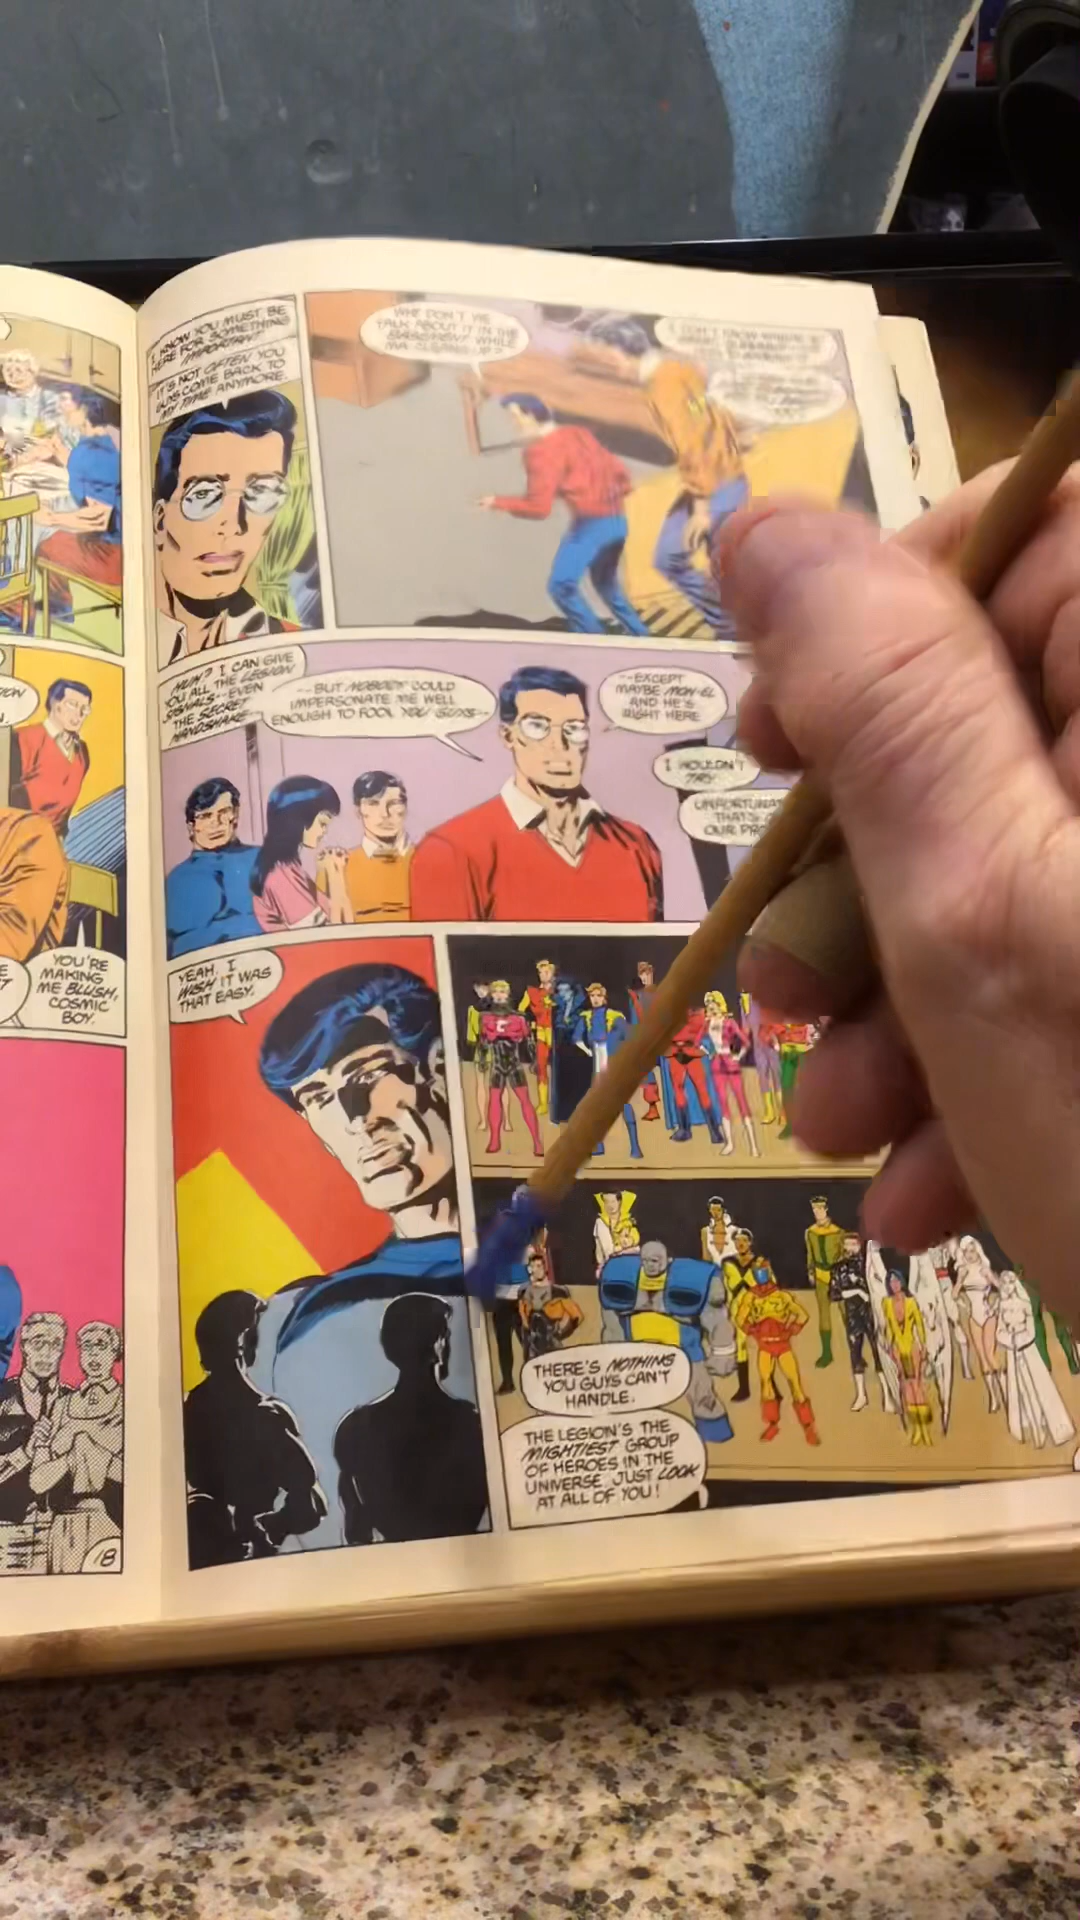 ION
YOU'RE
MAKING
ME BLUSH,
COSMIC
BOY.
18
I KNOW YOU MUST BE
HERE FOR SOMETHING
IMPORTANT.
IT'S NOT OFTEN YOU
GUYS COME BACK TO
MY TIME ANYMORE.
WHY DON'T WE
TALK ABOUT IT IN THE
BASEMENT WHILE
MA CLEANS UP?
HUH? I CAN GIVE
YOU ALL THE LEGION
SIGNALS--EVEN
THE SECRET
HANDSHAKE--
--BUT NOBODY COULD
IMPERSONATE ME WELL
ENOUGH TO FOOL YOU GUYS--
--EXCEPT
MAYBE MON-EL
AND HE'S
RIGHT HERE.
I WOULDN'T
TRY.
UNFORTUNAT
THAT'S
OUR PRO
YEAH. I
WISH IT WAS
THAT EASY.
THERE'S NOTHING
YOU GUYS CAN'T
HANDLE.
THE LEGION'S THE
MIGHTIEST GROUP
OF HEROES IN THE
UNIVERSE. JUST LOOK
AT ALL OF YOU!